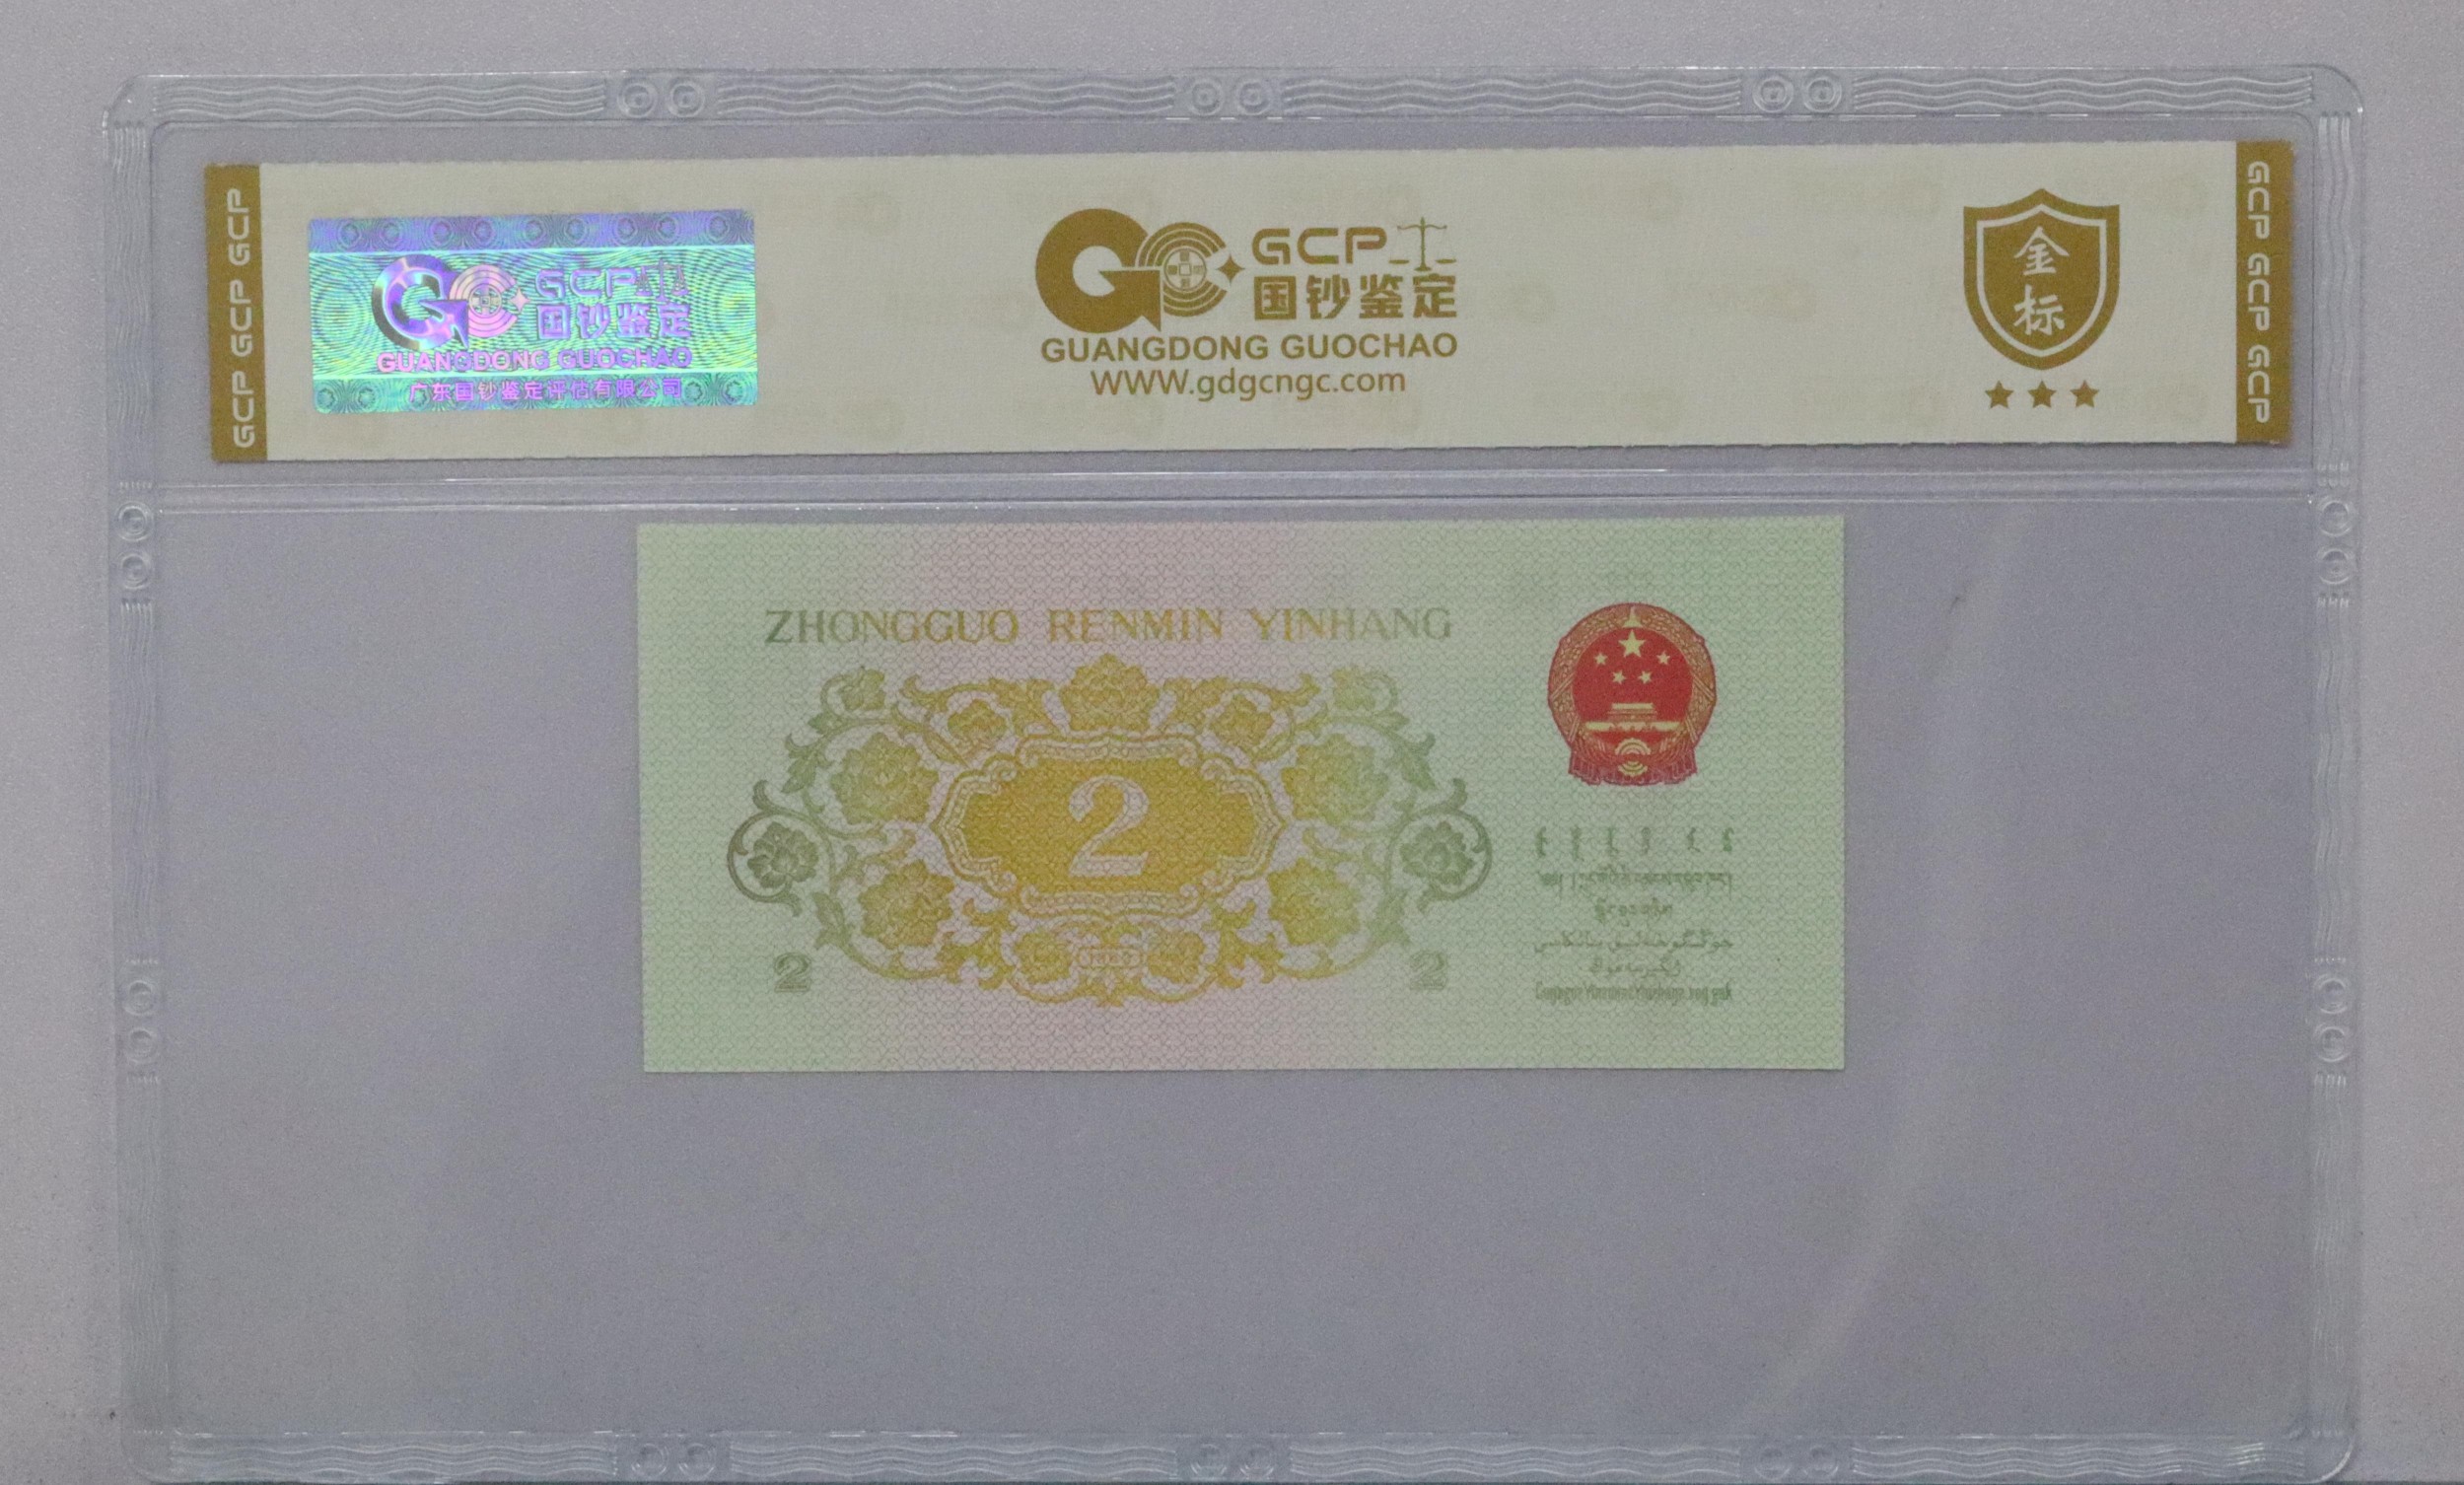 GCP GCP GCP
GCP
国钞鉴定
GUANGDONG GUOCHAO
广东国钞鉴定评估有限公司
GCP
国钞鉴定
GUANGDONG GUOCHAO
WWW.gdgcngc.com
金
标
GCP GCP GCP
ZHONGGUO RENMIN YINHANG
2
1962
2
2